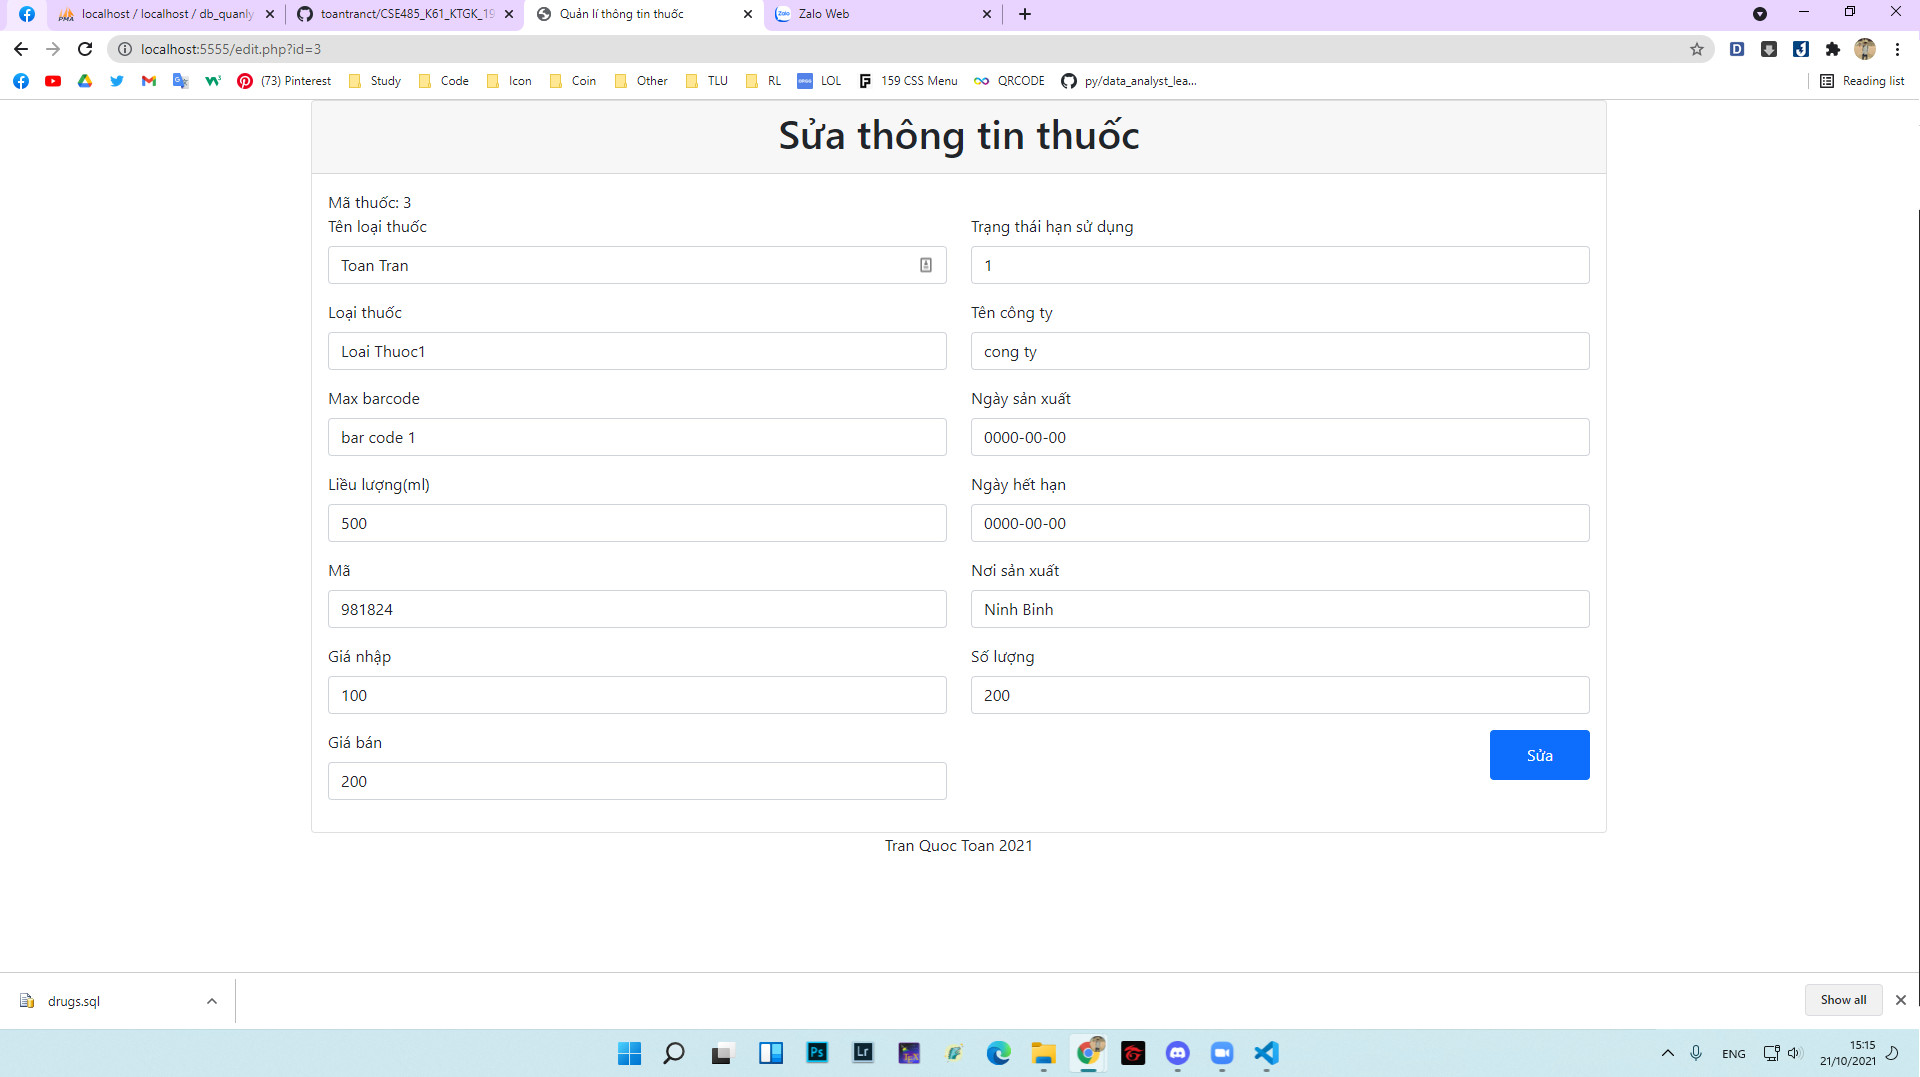 localhost / localhost / db_quanly
toantranct/CSE485_K61_KTGK_19
Quản lí thông tin thuốc
Zalo Web
localhost:5555/edit.php?id=3
(73) Pinterest
Study
Code
Icon
Coin
Other
TLU
RL
LOL
159 CSS Menu
QRCODE
py/data_analyst_lea...
Reading list
Sửa thông tin thuốc
Mã thuốc: 3
Tên loại thuốc
Toan Tran
Loại thuốc
Loai Thuoc1
Max barcode
bar code 1
Liều lượng(ml)
500
Mã
981824
Giá nhập
100
Giá bán
200
Trạng thái hạn sử dụng
1
Tên công ty
cong ty
Ngày sản xuất
0000-00-00
Ngày hết hạn
0000-00-00
Nơi sản xuất
Ninh Binh
Số lượng
200
Sửa
Tran Quoc Toan 2021
drugs.sql
Show all
Ps
Lr
ENG
15:15
21/10/2021